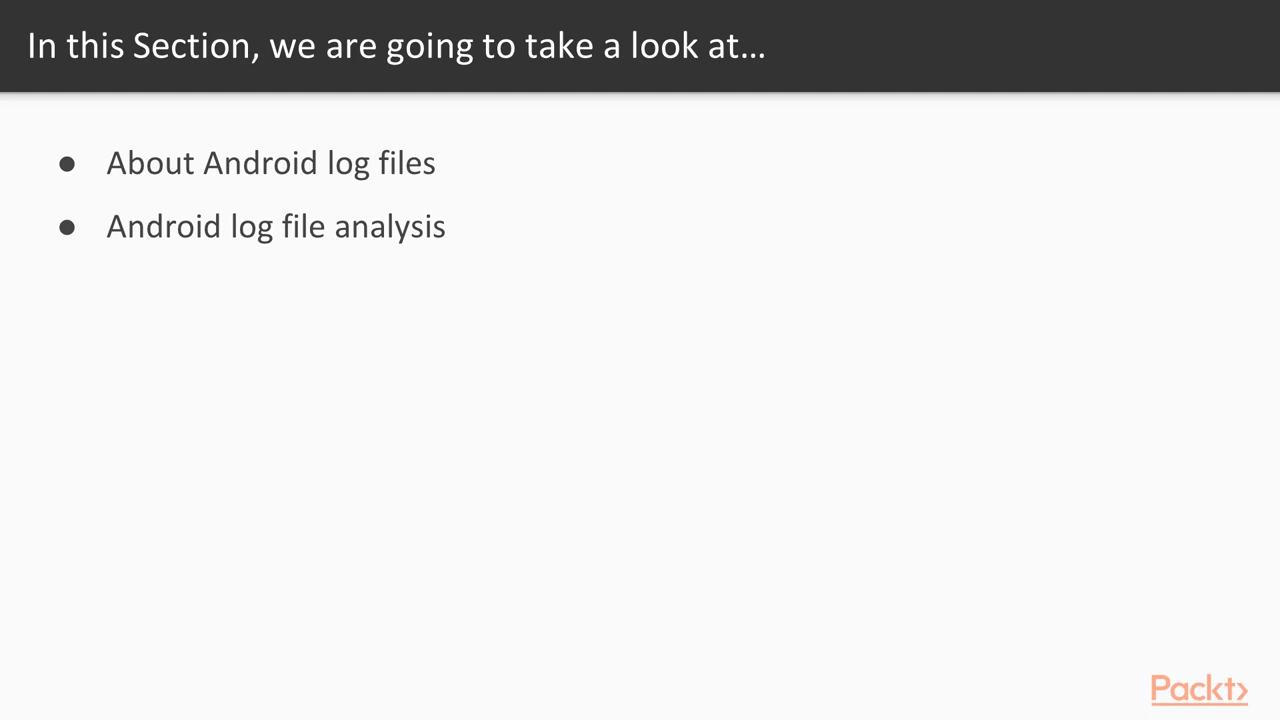 In this Section, we are going to take a look at…
● About Android log files
● Android log file analysis
Packt>